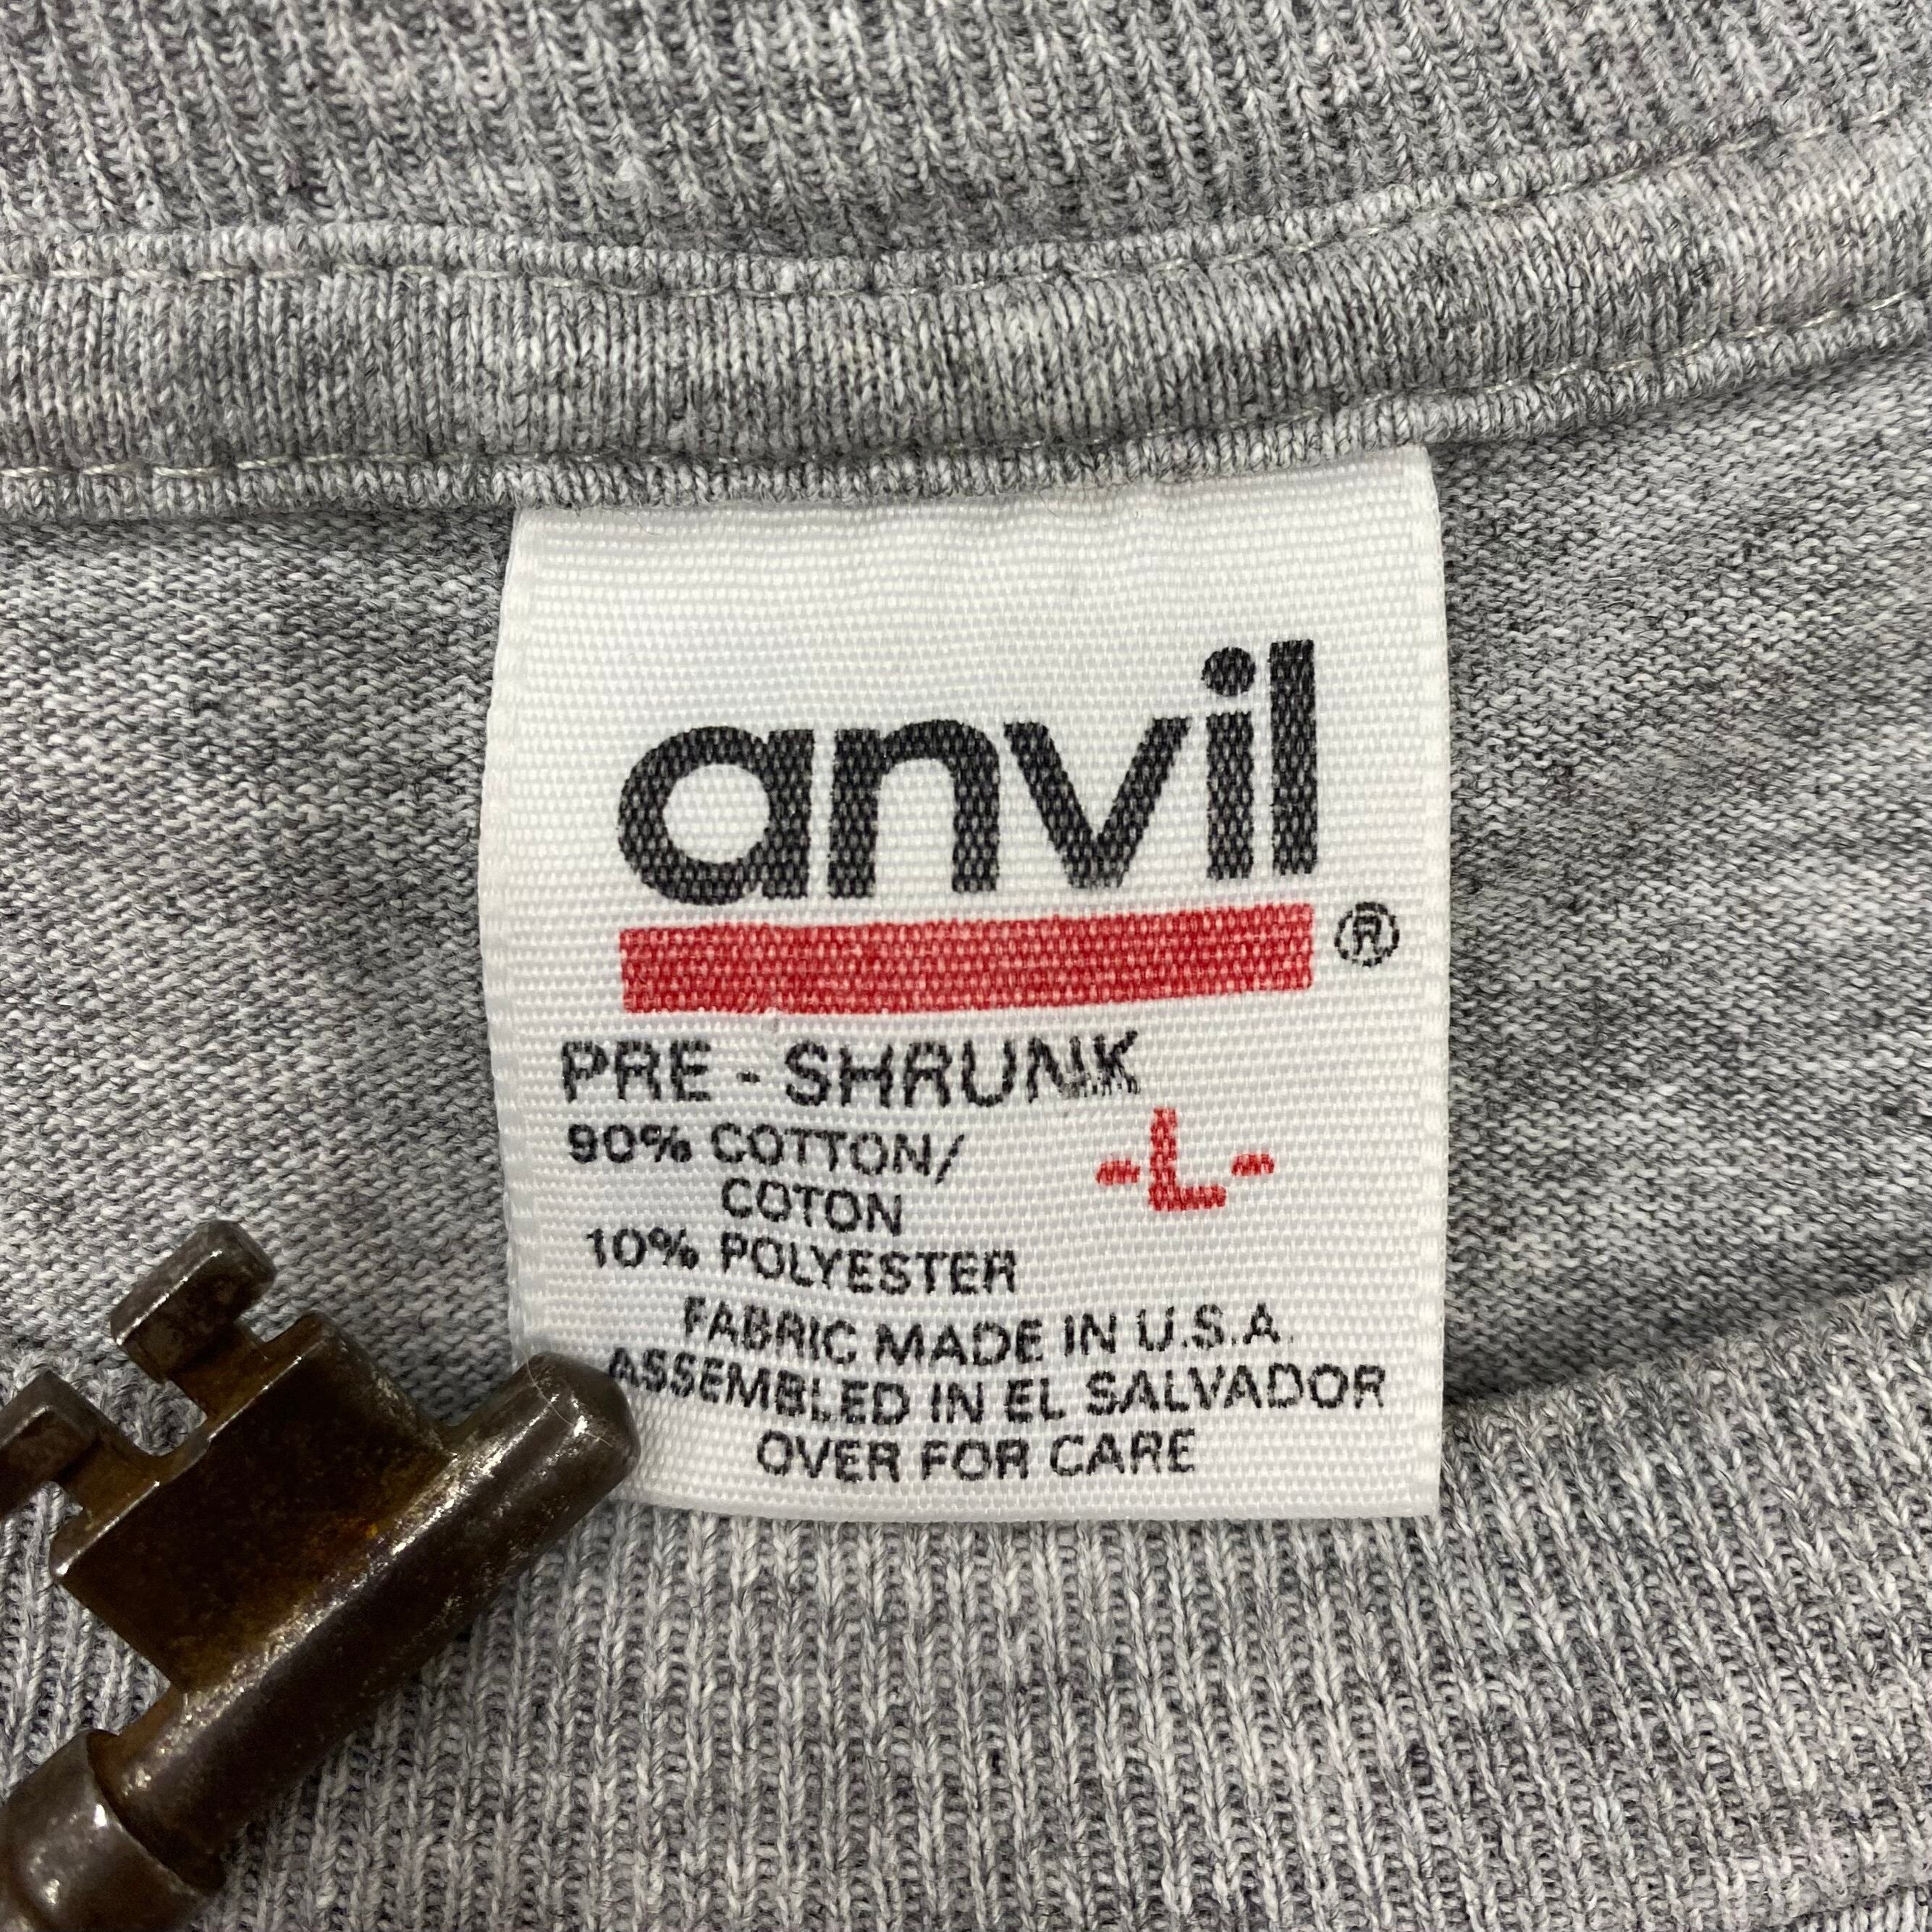 anvil
®
PRE - SHRUNK
90% COTTON/
COTON
-L-
10% POLYESTER
FABRIC MADE IN U.S.A.
ASSEMBLED IN EL SALVADOR
OVER FOR CARE